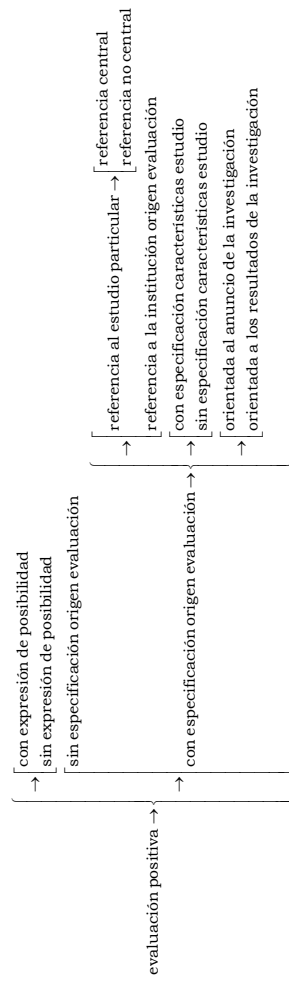 evaluación positiva →
→ con expresión de posibilidad
sin expresión de posibilidad
→ sin especificación origen evaluación
con especificación origen evaluación →
→ referencia al estudio particular → referencia central
referencia no central
referencia a la institución origen evaluación
→ con especificación características estudio
sin especificación características estudio
→ orientada al anuncio de la investigación
orientada a los resultados de la investigación